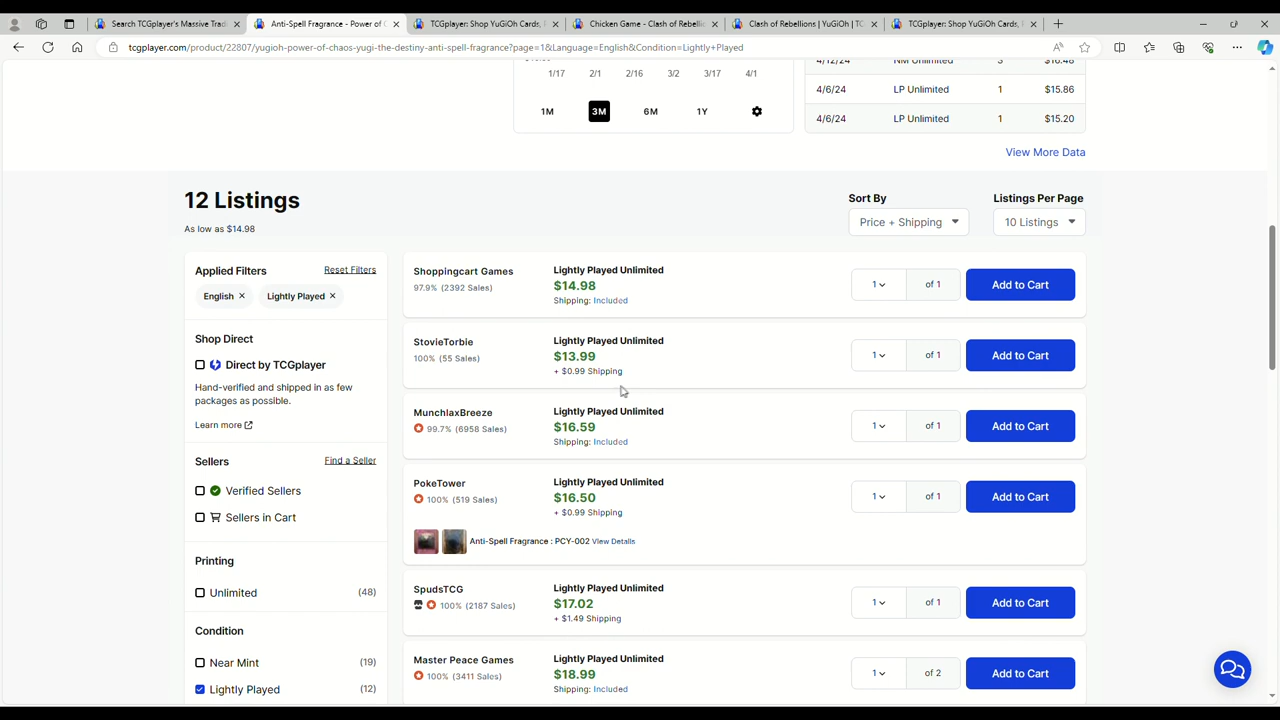 Search TCGplayer's Massive Trad
Anti-Spell Fragrance - Power of C
TCGplayer: Shop YuGiOh Cards, P
Chicken Game - Clash of Rebellio
Clash of Rebellions | YuGiOh | TC
TCGplayer: Shop YuGiOh Cards, P
tcgplayer.com/product/22807/yugioh-power-of-chaos-yugi-the-destiny-anti-spell-fragrance?page=1&Language=English&Condition=Lightly+Played
1/17 2/1 2/16 3/2 3/17 4/1
1M 3M 6M 1Y
4/12/24 NM Unlimited 3 $16.48
4/6/24 LP Unlimited 1 $15.86
4/6/24 LP Unlimited 1 $15.20
View More Data
12 Listings
As low as $14.98
Sort By
Price + Shipping
Listings Per Page
10 Listings
Applied Filters Reset Filters
English Lightly Played
Shop Direct
Direct by TCGplayer
Hand-verified and shipped in as few
packages as possible.
Learn more
Sellers Find a Seller
Verified Sellers
Sellers in Cart
Printing
Unlimited (48)
Condition
Near Mint (19)
Lightly Played (12)
Shoppingcart Games
97.9% (2392 Sales)
Lightly Played Unlimited
$14.98
Shipping: Included
1 of 1 Add to Cart
StovieTorbie
100% (55 Sales)
Lightly Played Unlimited
$13.99
+ $0.99 Shipping
1 of 1 Add to Cart
MunchlaxBreeze
99.7% (6958 Sales)
Lightly Played Unlimited
$16.59
Shipping: Included
1 of 1 Add to Cart
PokeTower
100% (519 Sales)
Lightly Played Unlimited
$16.50
+ $0.99 Shipping
1 of 1 Add to Cart
Anti-Spell Fragrance : PCY-002 View Details
SpudsTCG
100% (2187 Sales)
Lightly Played Unlimited
$17.02
+ $1.49 Shipping
1 of 1 Add to Cart
Master Peace Games
100% (3411 Sales)
Lightly Played Unlimited
$18.99
Shipping: Included
1 of 2 Add to Cart